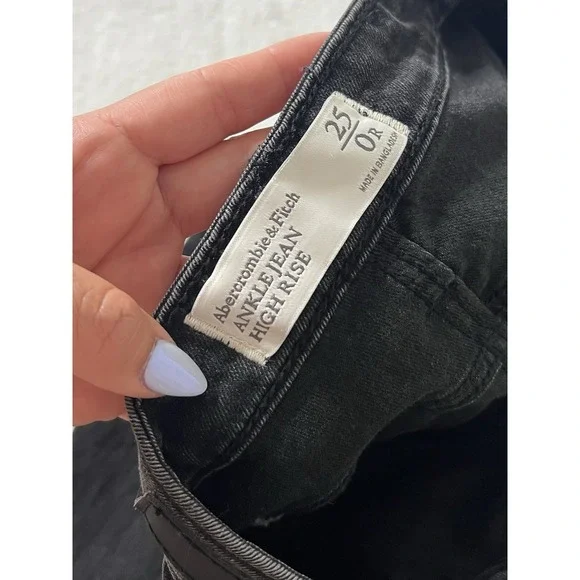 Abercrombie & Fitch
ANKLE JEAN
HIGH RISE
25
0R
MADE IN BANGLADESH